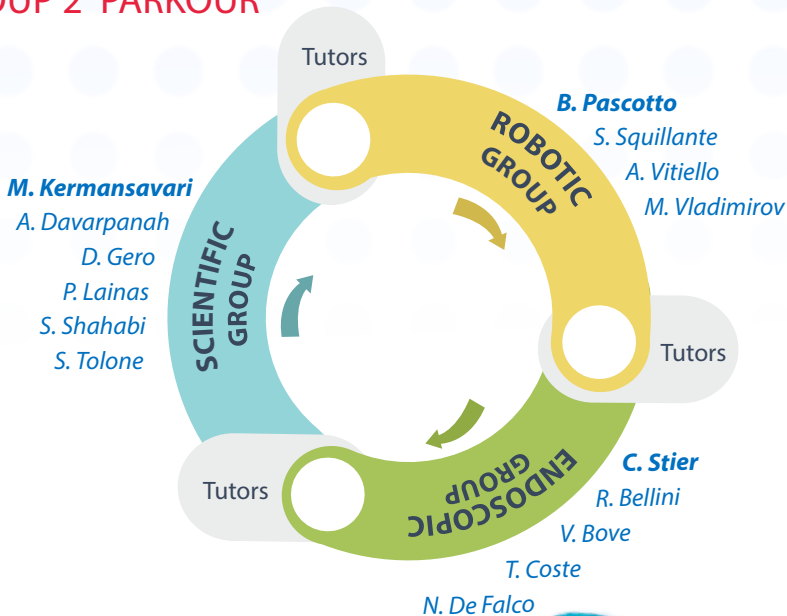 GROUP 2 PARKOUR
Tutors
ROBOTIC
GROUP
B. Pascotto
S. Squillante
A. Vitiello
M. Vladimirov
M. Kermansavari
A. Davarpanah
D. Gero
P. Lainas
S. Shahabi
S. Tolone
SCIENTIFIC
GROUP
Tutors
Tutors
ENDOSCOPIC
GROUP
C. Stier
R. Bellini
V. Bove
T. Coste
N. De Falco